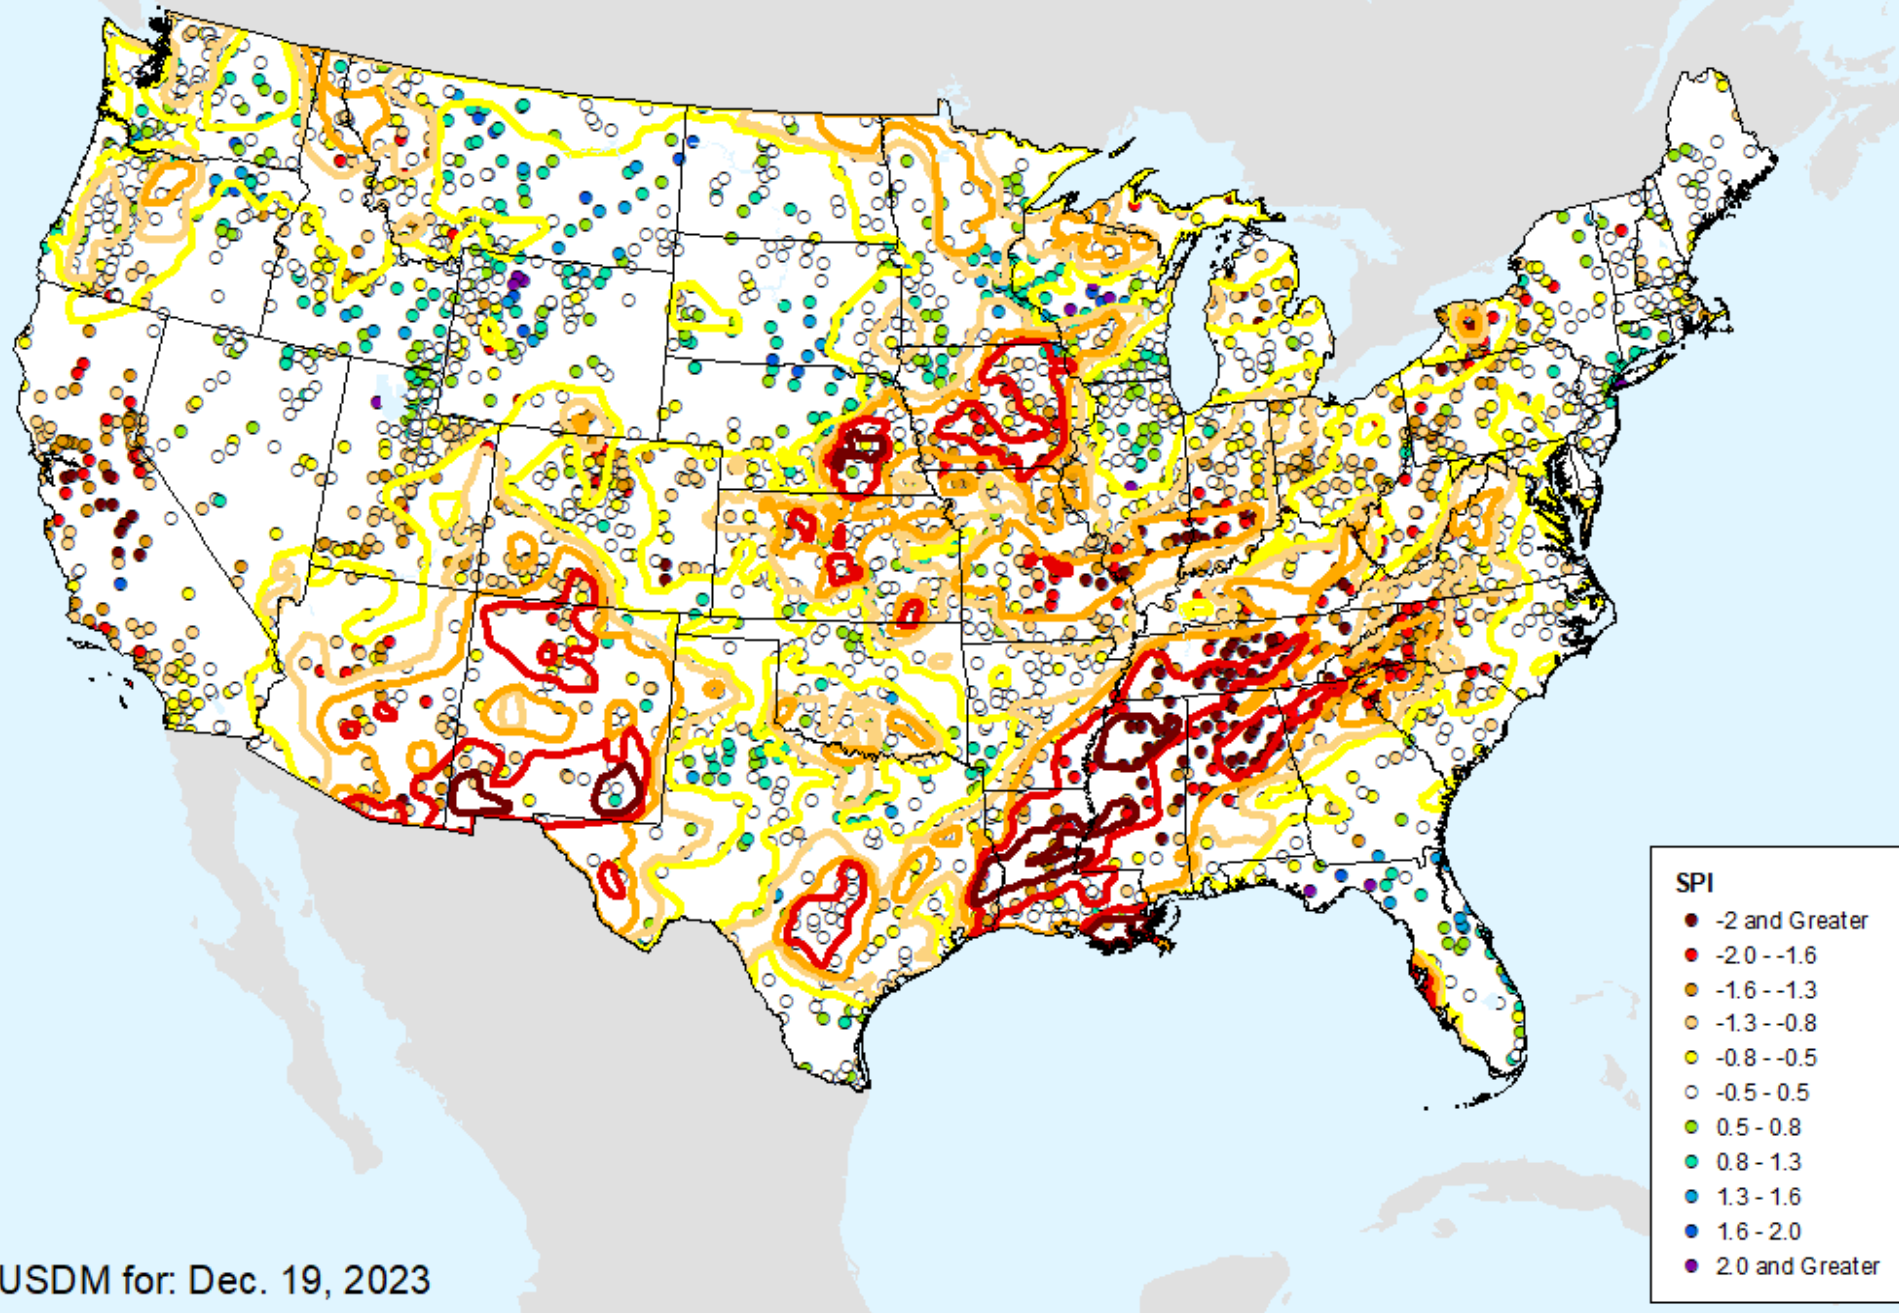 SPI
-2 and Greater
-2.0 - -1.6
-1.6 - -1.3
-1.3 - -0.8
-0.8 - -0.5
-0.5 - 0.5
0.5 - 0.8
0.8 - 1.3
1.3 - 1.6
1.6 - 2.0
2.0 and Greater
USDM for: Dec. 19, 2023